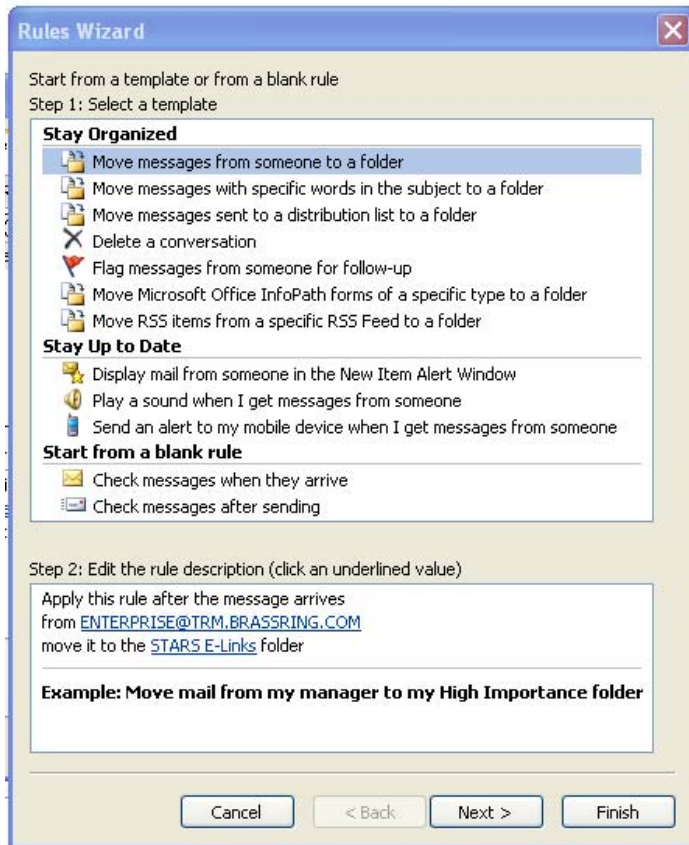 Rules Wizard
Start from a template or from a blank rule
Step 1: Select a template
Stay Organized
Move messages from someone to a folder
Move messages with specific words in the subject to a folder
Move messages sent to a distribution list to a folder
Delete a conversation
Flag messages from someone for follow-up
Move Microsoft Office InfoPath forms of a specific type to a folder
Move RSS items from a specific RSS Feed to a folder
Stay Up to Date
Display mail from someone in the New Item Alert Window
Play a sound when I get messages from someone
Send an alert to my mobile device when I get messages from someone
Start from a blank rule
Check messages when they arrive
Check messages after sending
Step 2: Edit the rule description (click an underlined value)
Apply this rule after the message arrives
from ENTERPRISE@TRM.BRASSRING.COM
move it to the STARS E-Links folder
Example: Move mail from my manager to my High Importance folder
Cancel < Back Next > Finish